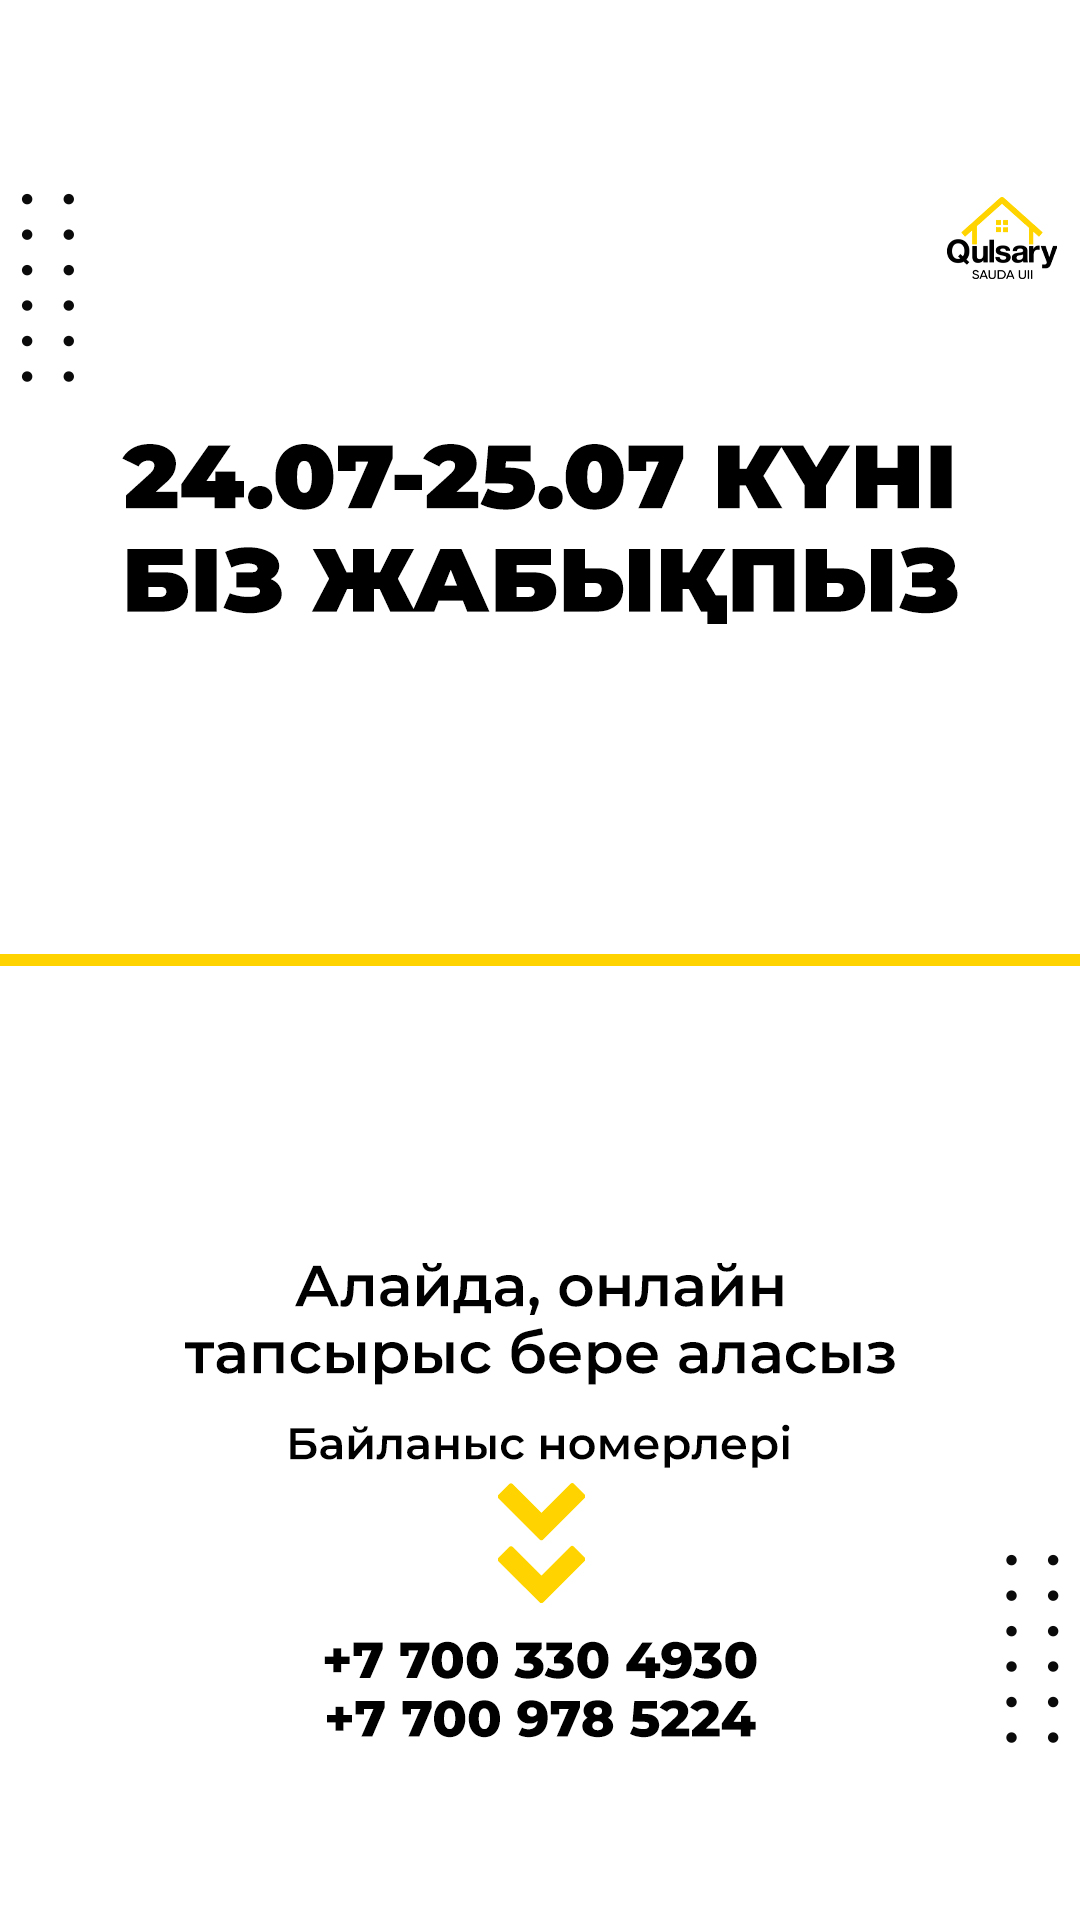 Qulsary
SAUDA UII
24.07-25.07 КҮНІ
БІЗ ЖАБЫҚПЫЗ
Алайда, онлайн
тапсырыс бере аласыз
Байланыс номерлері
+7 700 330 4930
+7 700 978 5224